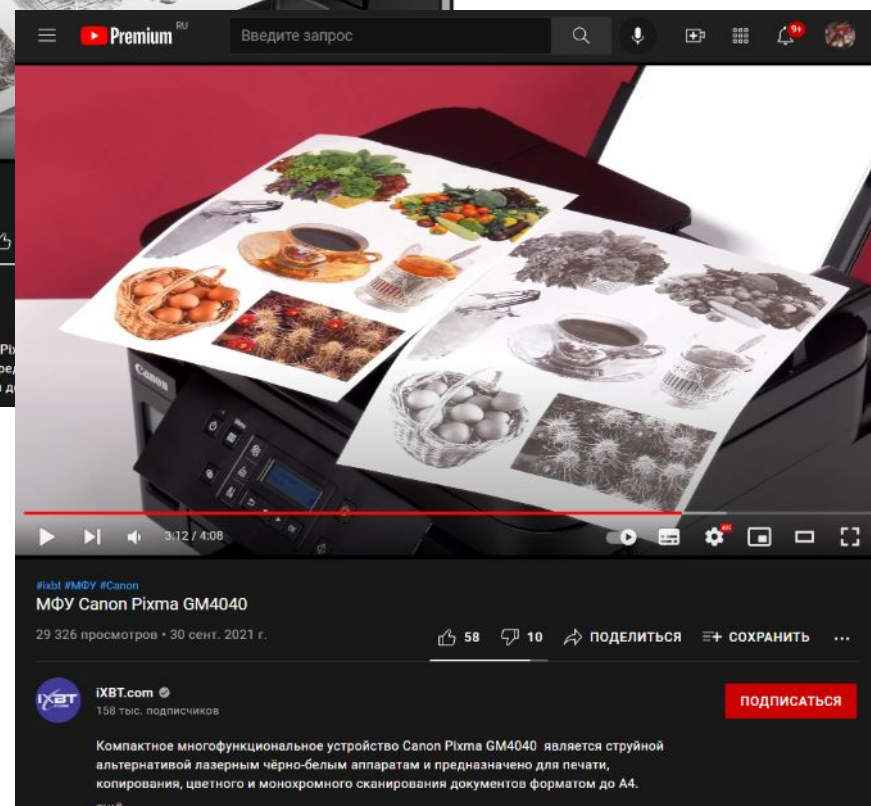 Premium RU
Введите запрос
9+
Canon
3:12 / 4:08
#ixbt #МФУ #Canon
МФУ Canon Pixma GM4040
29 326 просмотров • 30 сент. 2021 г.
58 10 ПОДЕЛИТЬСЯ СОХРАНИТЬ ...
iXBT.com
158 тыс. подписчиков
ПОДПИСАТЬСЯ
Компактное многофункциональное устройство Canon Pixma GM4040 является струйной
альтернативой лазерным чёрно-белым аппаратам и предназначено для печати,
копирования, цветного и монохромного сканирования документов форматом до A4.